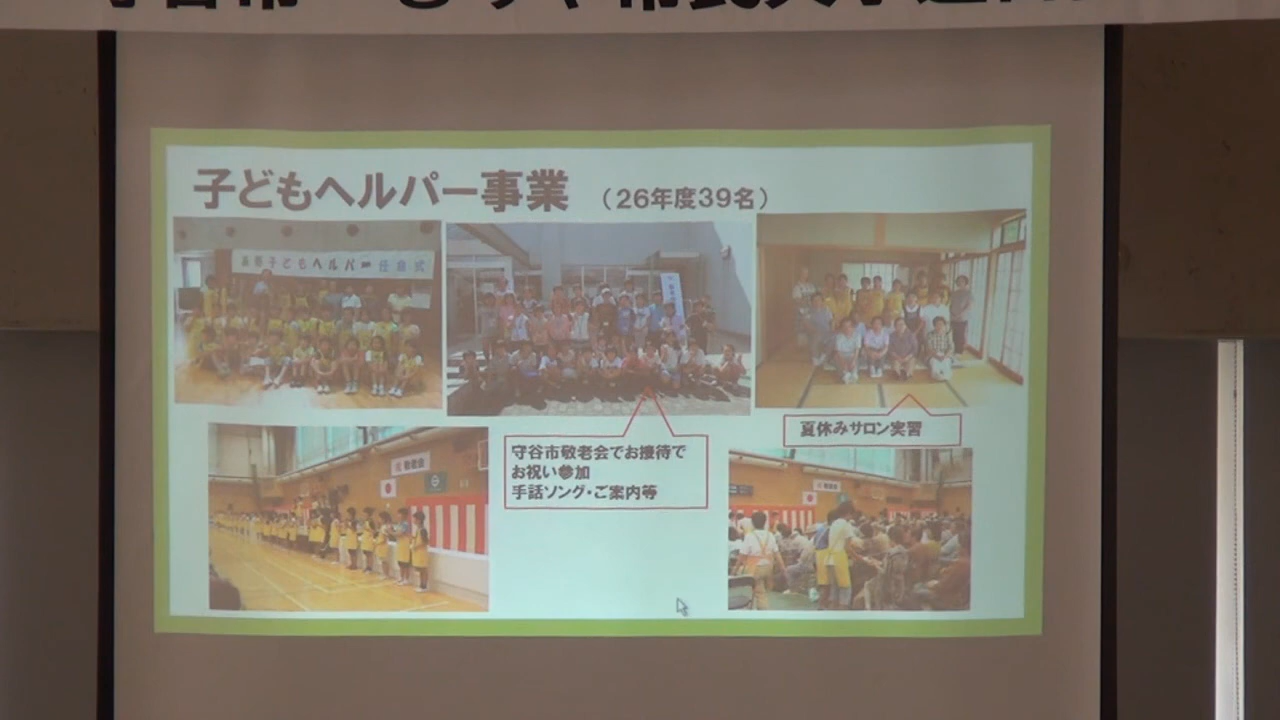 子どもヘルパー事業 （26年度39名）
子どもヘルパー 任命式
敬老会
守谷市敬老会でお接待で
お祝い参加
手話ソング・ご案内等
夏休みサロン実習